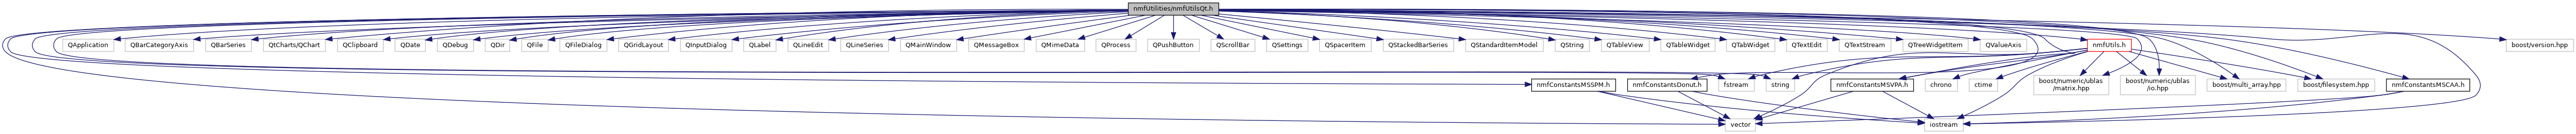 nmfUtilities/nmfUtilsQt.h
QApplication
QBarCategoryAxis
QBarSeries
QtCharts/QChart
QClipboard
QDate
QDebug
QDir
QFile
QFileDialog
QGridLayout
QInputDialog
QLabel
QLineEdit
QLineSeries
QMainWindow
QMessageBox
QMimeData
QProcess
QPushButton
QScrollBar
QSettings
QSpacerItem
QStackedBarSeries
QStandardItemModel
QString
QTableView
QTableWidget
QTabWidget
QTextEdit
QTextStream
QTreeWidgetItem
QValueAxis
nmfUtils.h
boost/version.hpp
nmfConstantsMSSPM.h
nmfConstantsDonut.h
fstream
string
nmfConstantsMSVPA.h
chrono
ctime
boost/numeric/ublas
/matrix.hpp
boost/numeric/ublas
/io.hpp
boost/multi_array.hpp
boost/filesystem.hpp
nmfConstantsMSCAA.h
vector
iostream